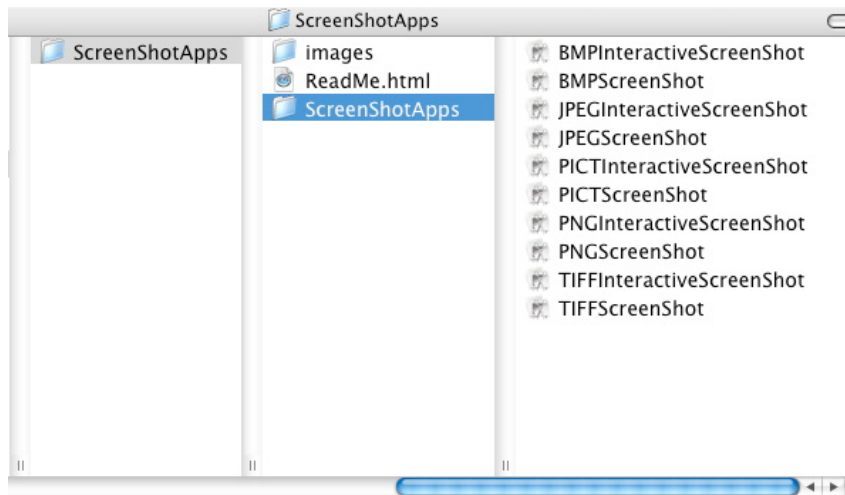 ScreenShotApps
ScreenShotApps
images
ReadMe.html
ScreenShotApps
BMPInteractiveScreenShot
BMPScreenShot
JPEGInteractiveScreenShot
JPEGScreenShot
PICTInteractiveScreenShot
PICTScreenShot
PNGInteractiveScreenShot
PNGScreenShot
TIFFInteractiveScreenShot
TIFFScreenShot